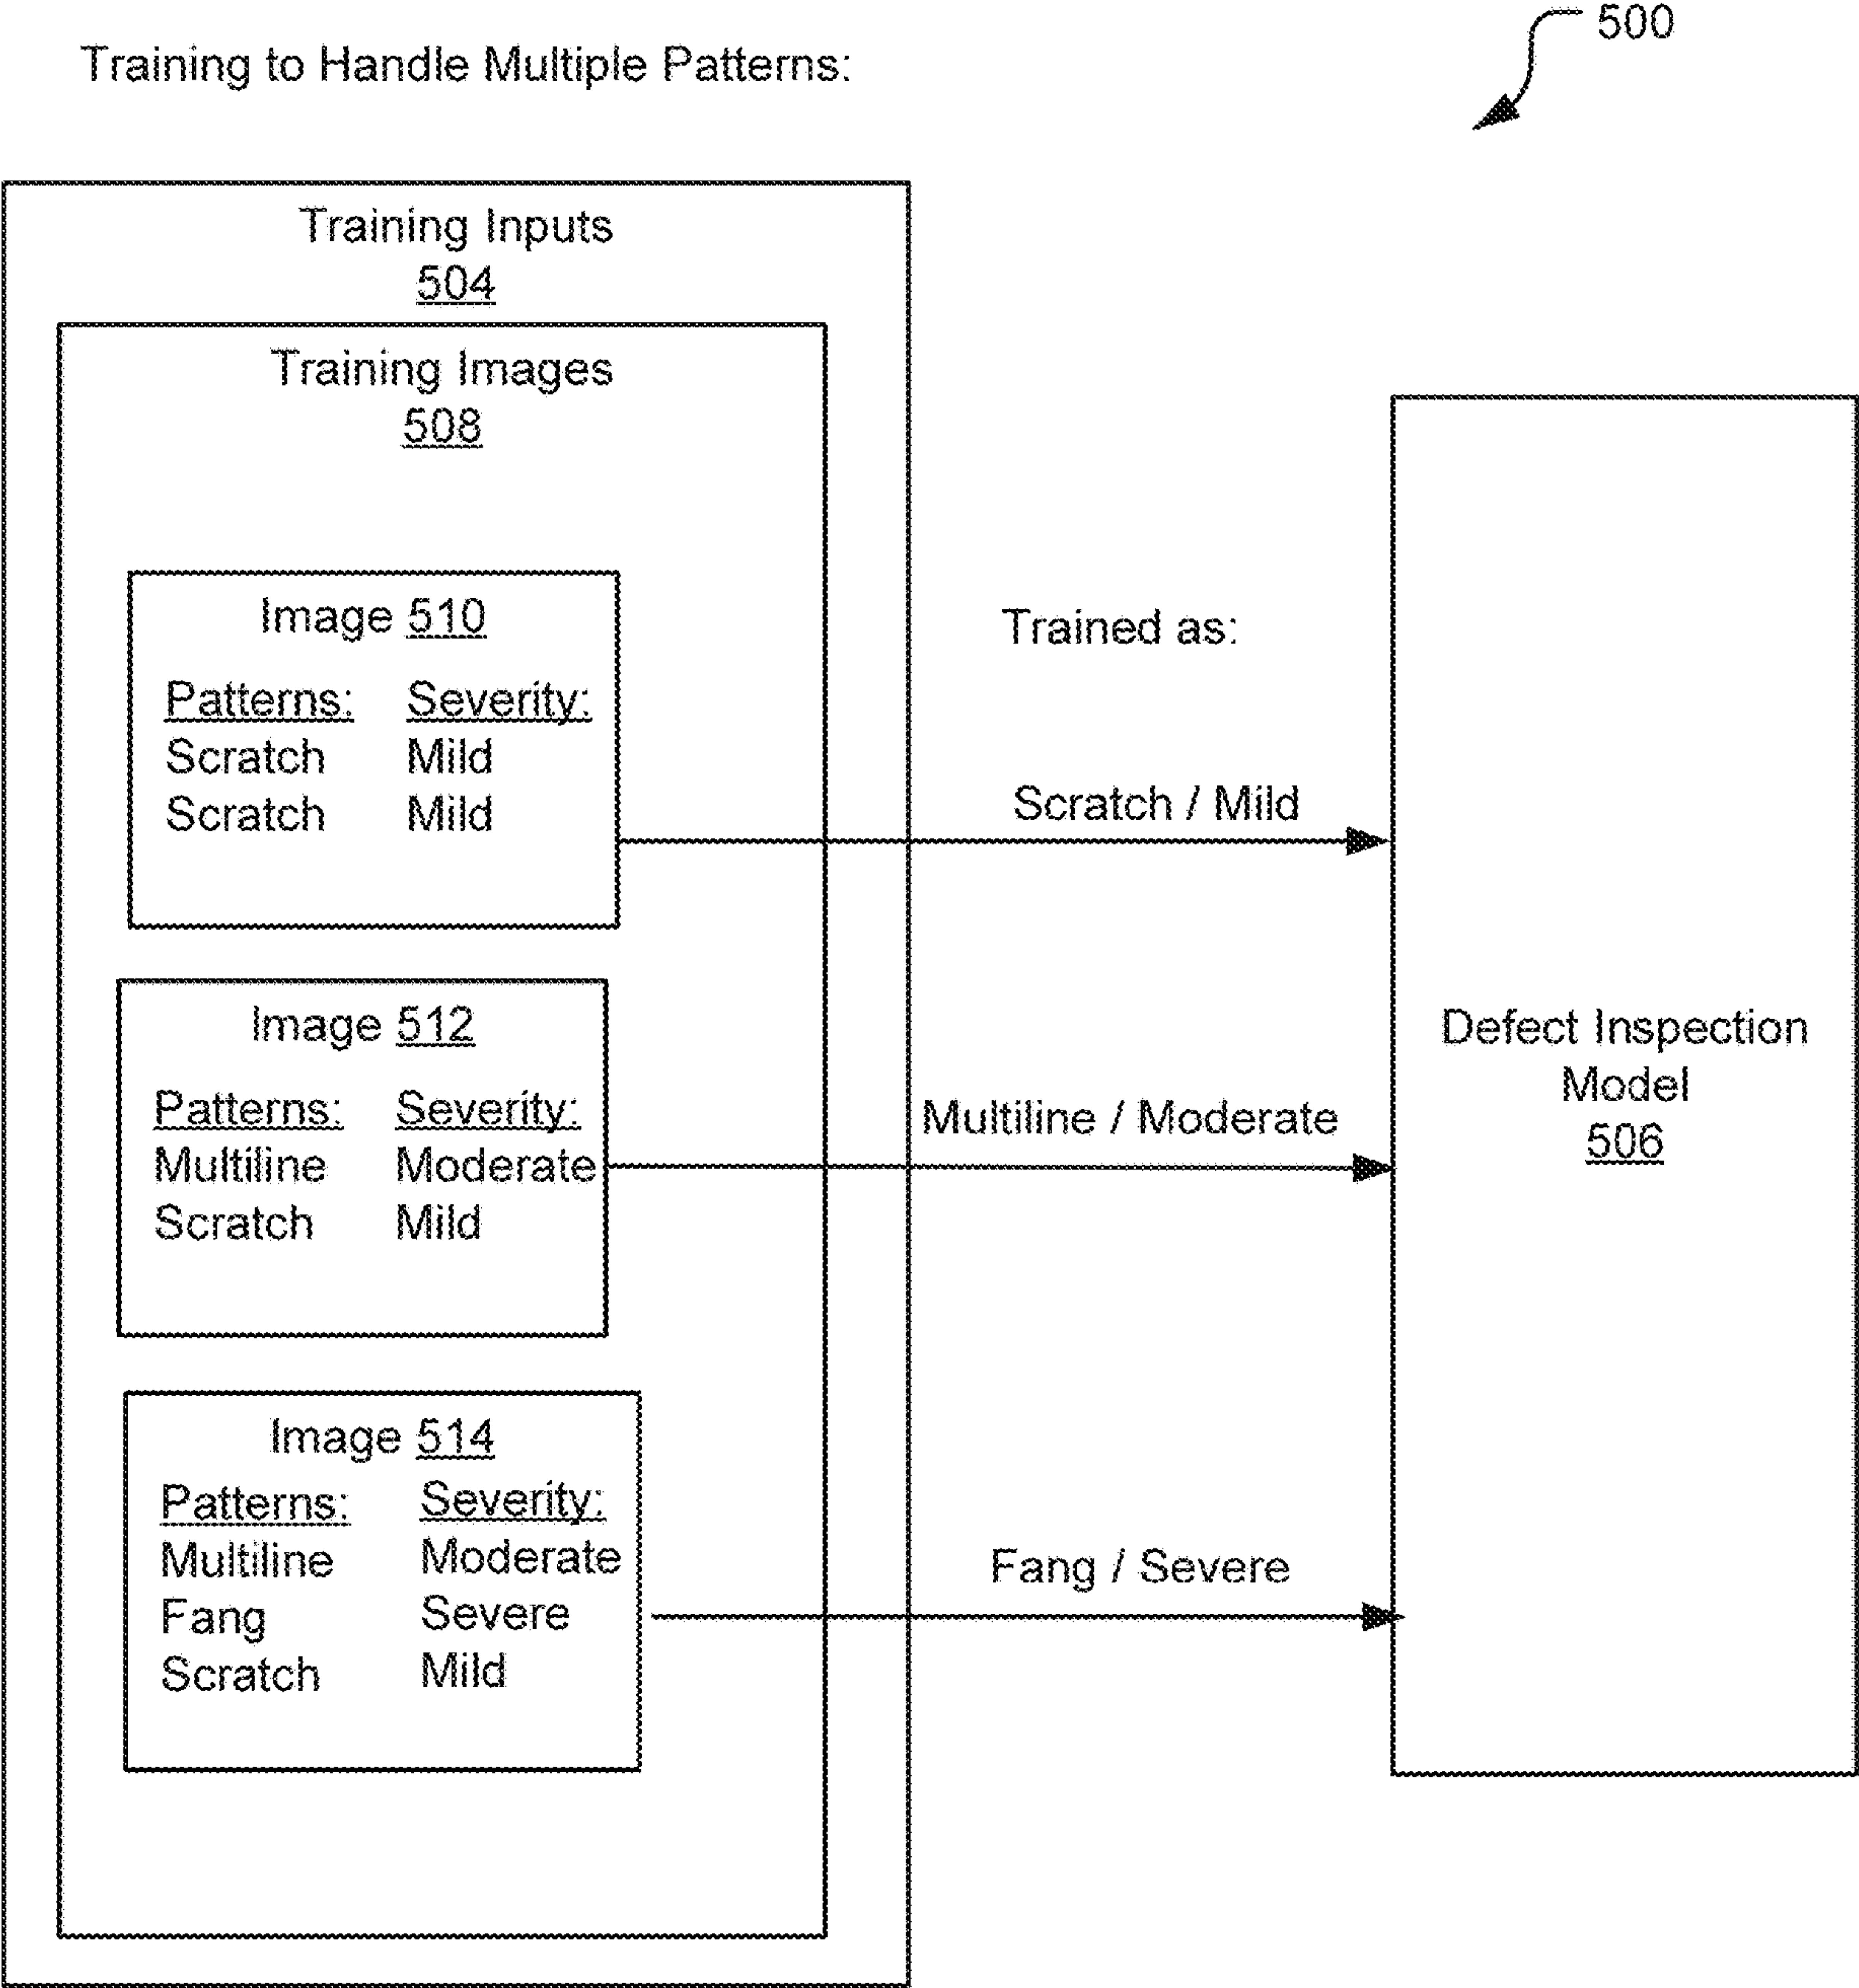 500
Training to Handle Multiple Patterns:
Training Inputs
504
Training Images
508
Image 510
Patterns: Severity:
Scratch Mild
Scratch Mild
Trained as:
Scratch / Mild
Image 512
Patterns: Severity:
Multiline Moderate
Scratch Mild
Multiline / Moderate
Image 514
Patterns: Severity:
Multiline Moderate
Fang Severe
Scratch Mild
Fang / Severe
Defect Inspection
Model
506